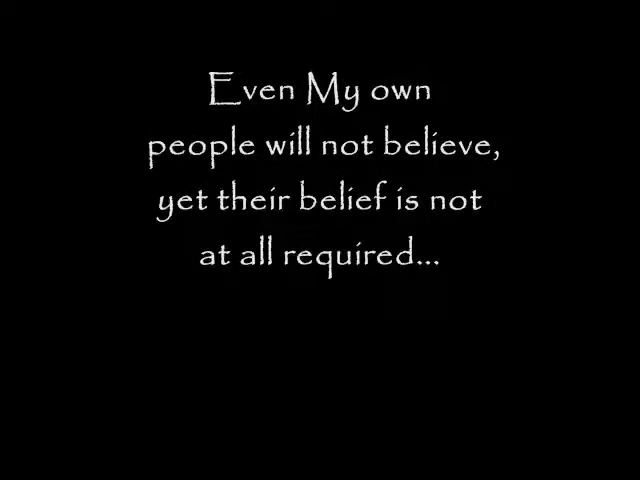 Even My own
people will not believe,
yet their belief is not
at all required...